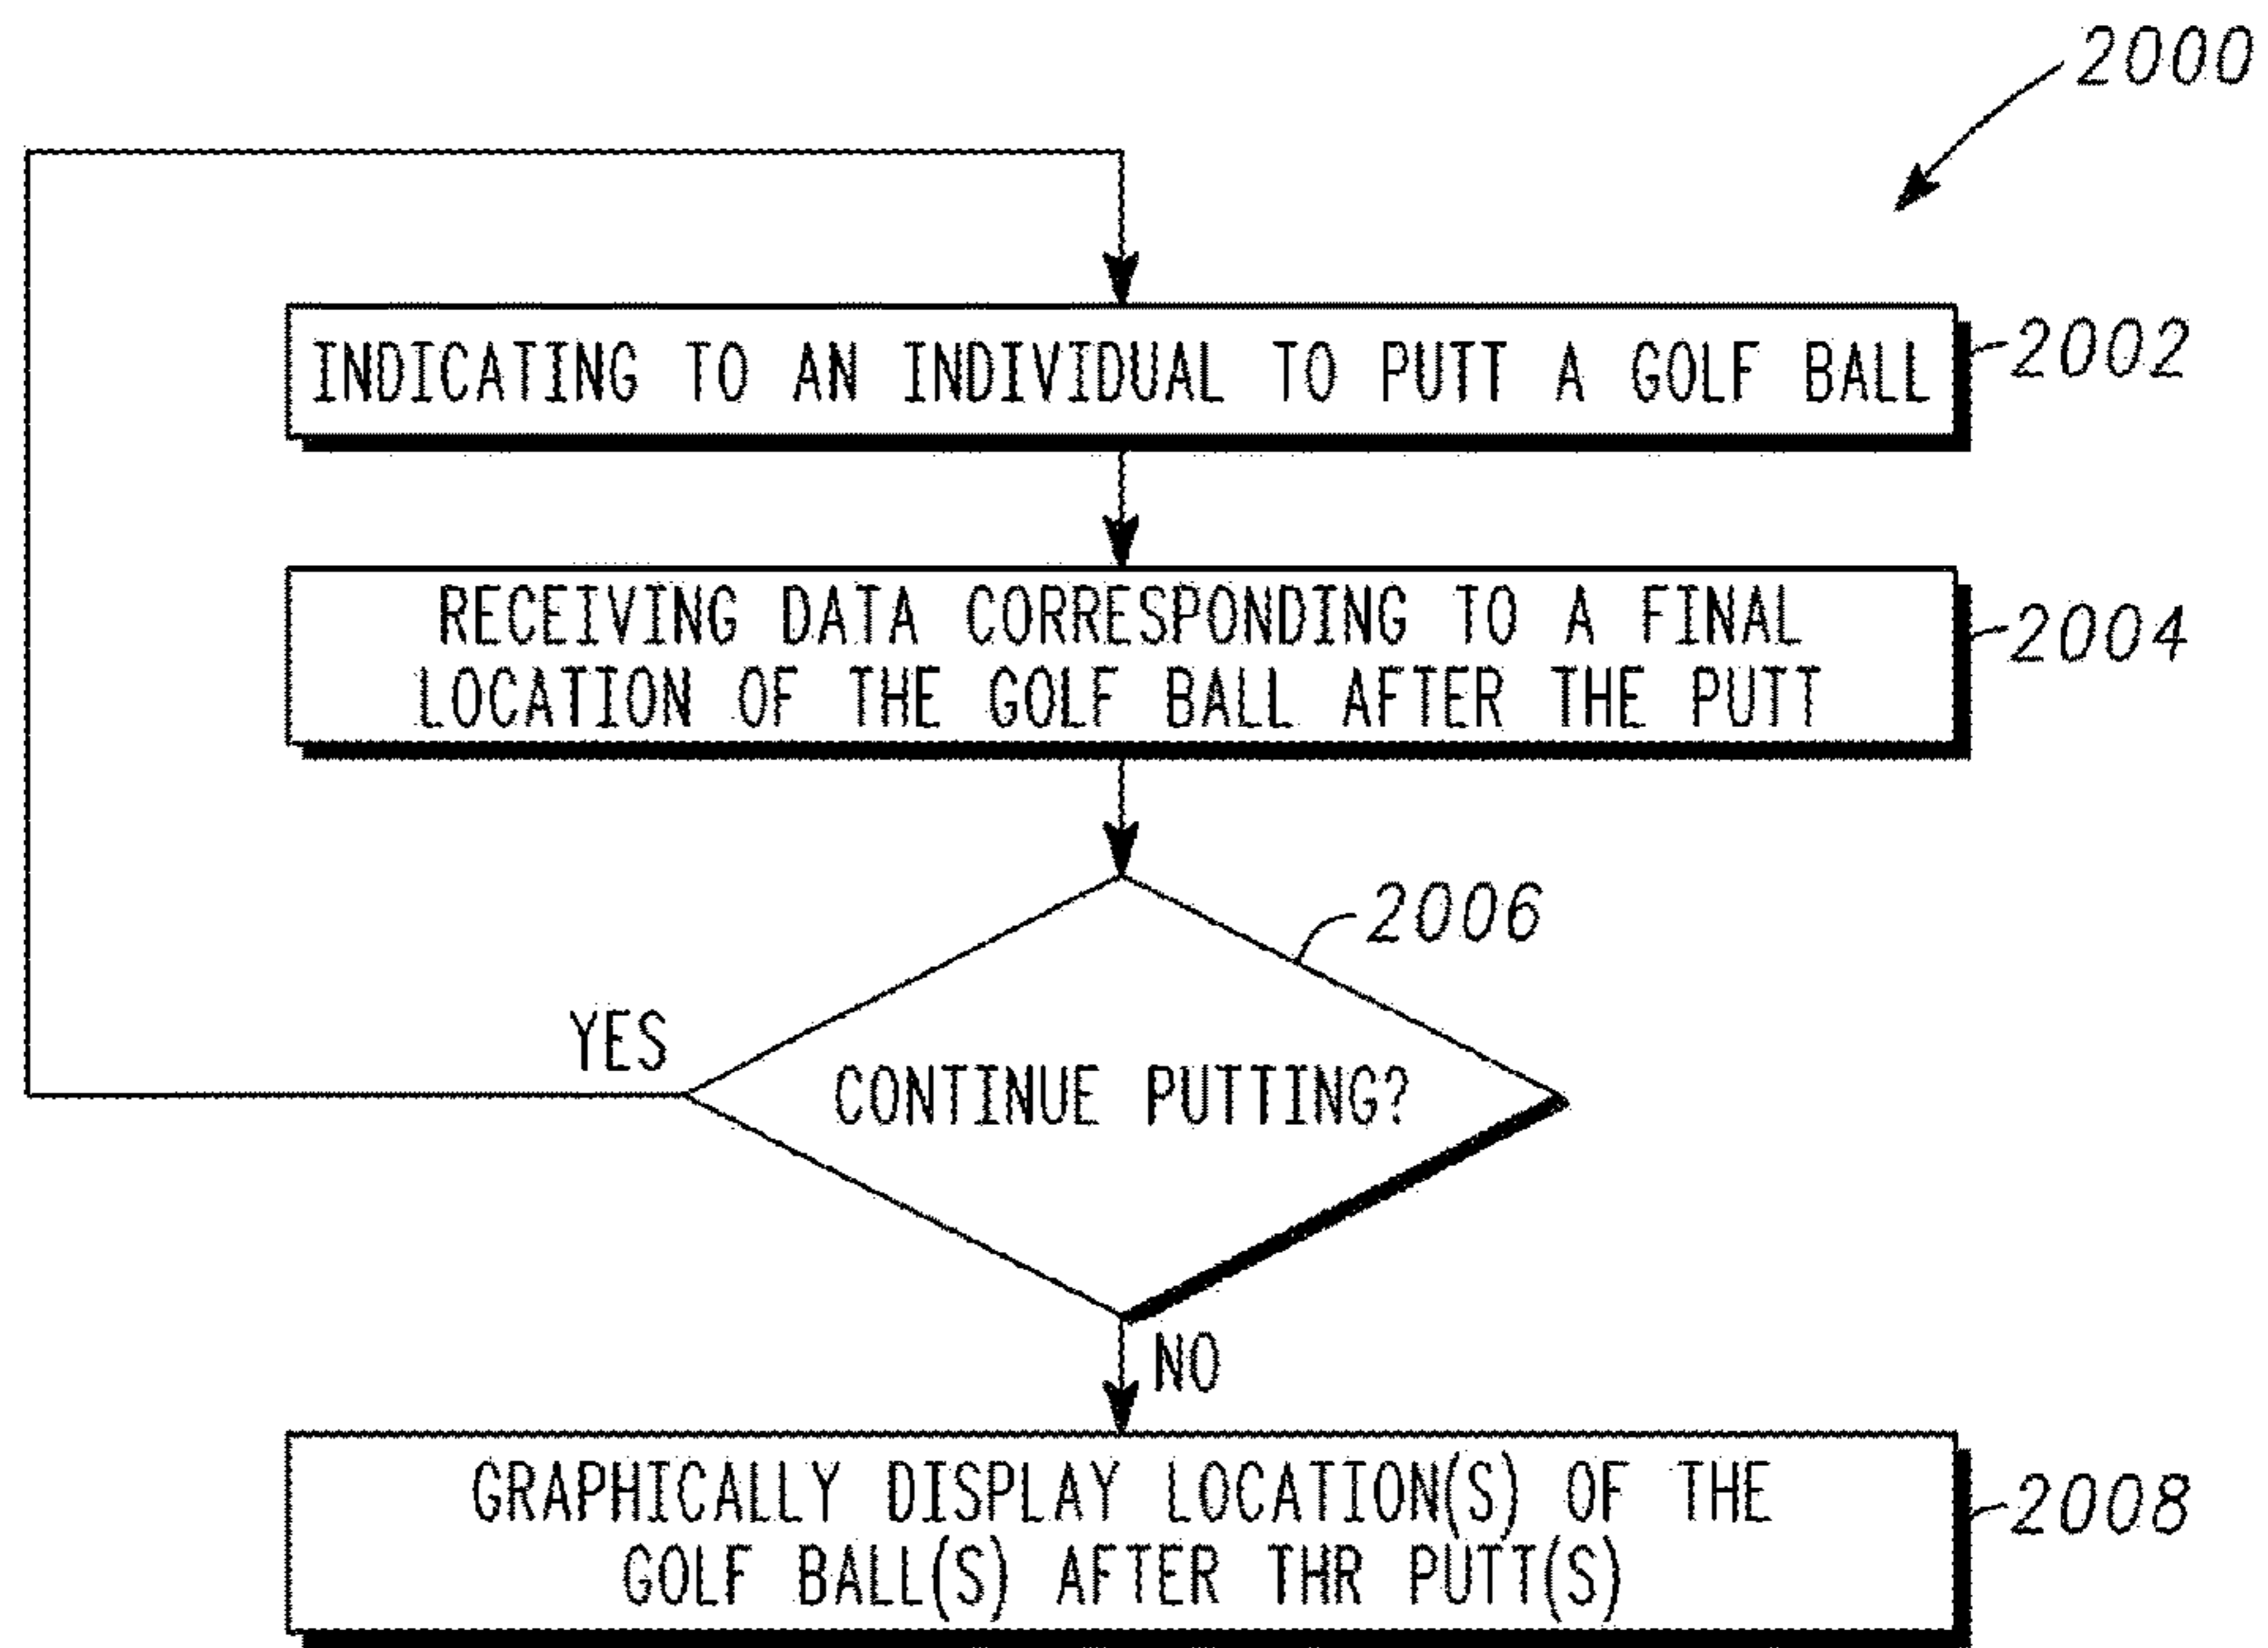 2000
INDICATING TO AN INDIVIDUAL TO PUTT A GOLF BALL
2002
RECEIVING DATA CORRESPONDING TO A FINAL
LOCATION OF THE GOLF BALL AFTER THE PUTT
2004
2006
YES
CONTINUE PUTTING?
NO
GRAPHICALLY DISPLAY LOCATION(S) OF THE
GOLF BALL(S) AFTER THR PUTT(S)
2008